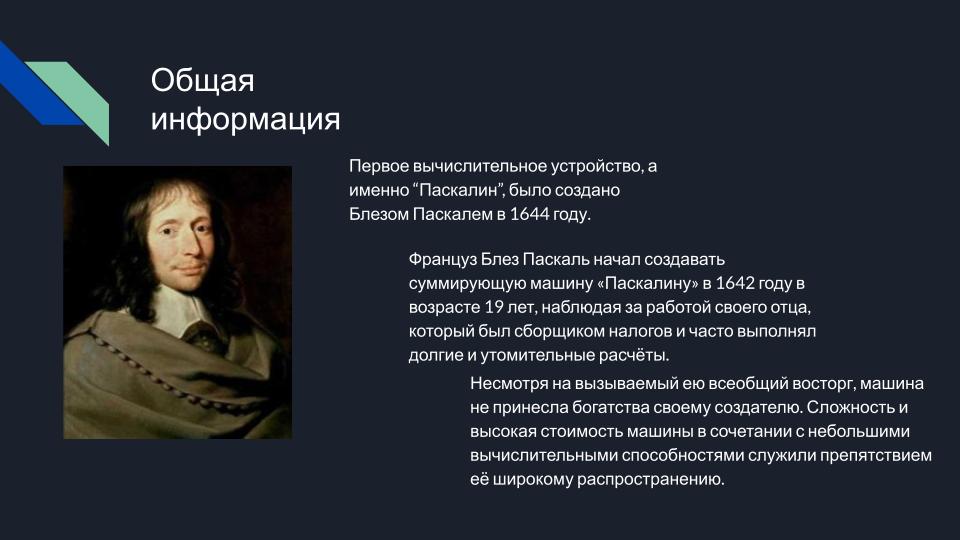 Общая
информация
Первое вычислительное устройство, а
именно “Паскалин”, было создано
Блезом Паскалем в 1644 году.
Француз Блез Паскаль начал создавать
суммирующую машину «Паскалину» в 1642 году в
возрасте 19 лет, наблюдая за работой своего отца,
который был сборщиком налогов и часто выполнял
долгие и утомительные расчёты.
Несмотря на вызываемый ею всеобщий восторг, машина
не принесла богатства своему создателю. Сложность и
высокая стоимость машины в сочетании с небольшими
вычислительными способностями служили препятствием
её широкому распространению.